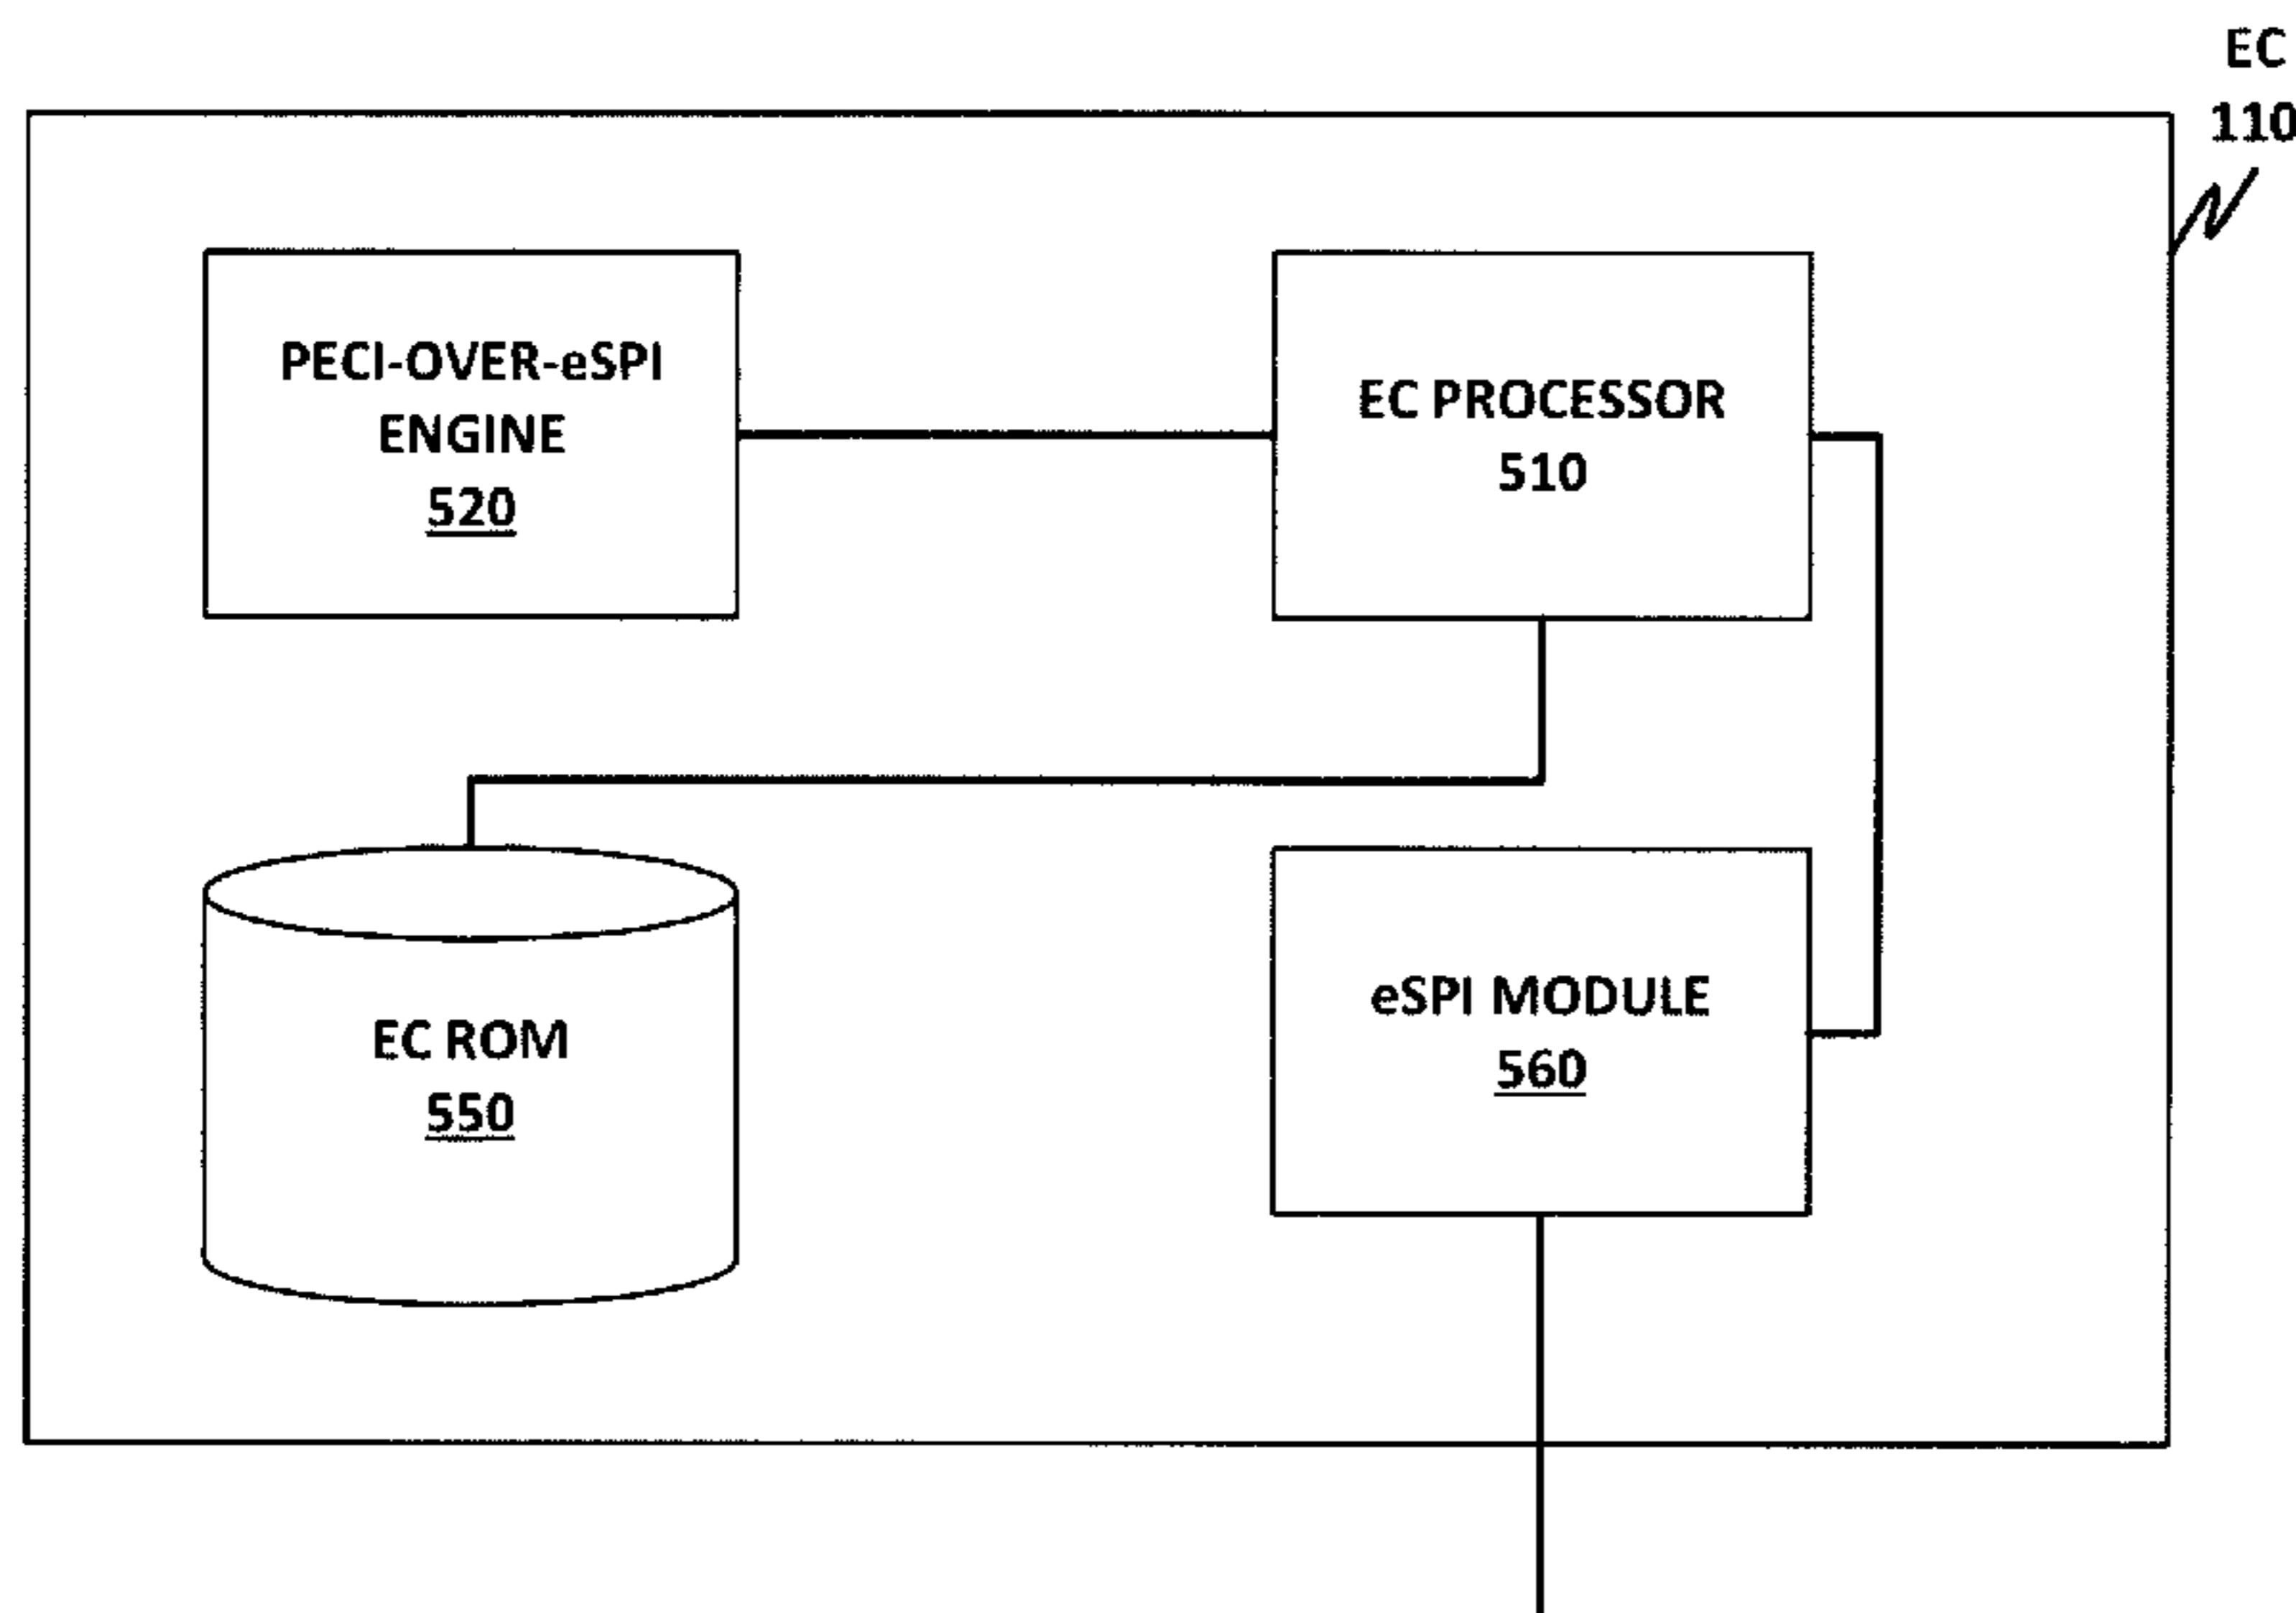 EC
110
PECI-OVER-eSPI
ENGINE
520
EC PROCESSOR
510
EC ROM
550
eSPI MODULE
560